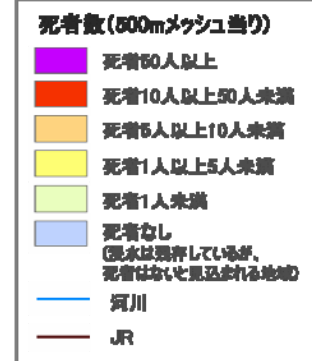 死者数(500mメッシュ当り)
死者50人以上
死者10人以上50人未満
死者5人以上10人未満
死者1人以上5人未満
死者1人未満
死者なし
(浸水は残存しているが、
死者はないと見込まれる地域)
河川
JR